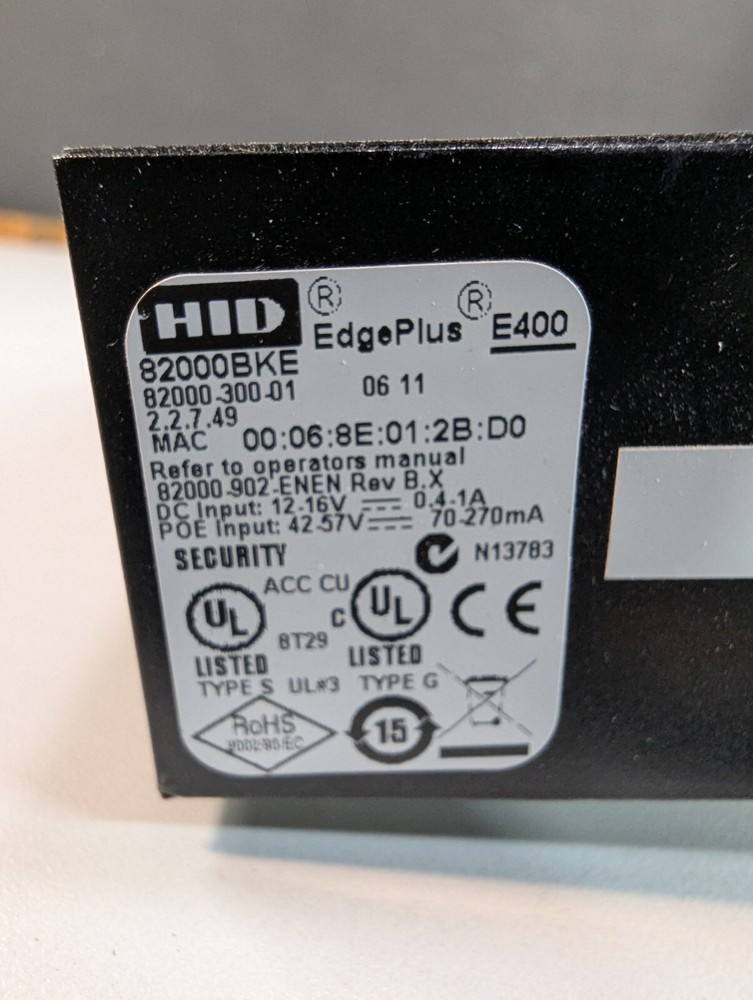 HID® EdgePlus® E400
82000BKE
82000-300-01 06 11
2.2.7.49
MAC 00:06:8E:01:2B:D0
Refer to operators manual
82000-902-ENEN Rev B.X
DC Input: 12-16V 0.4-1A
POE Input: 42-57V 70-270mA
SECURITY N13783
ACC CU
UL C UL CE
8T29
LISTED LISTED
TYPE S UL#3 TYPE G
RoHS 15
2002/95/EC